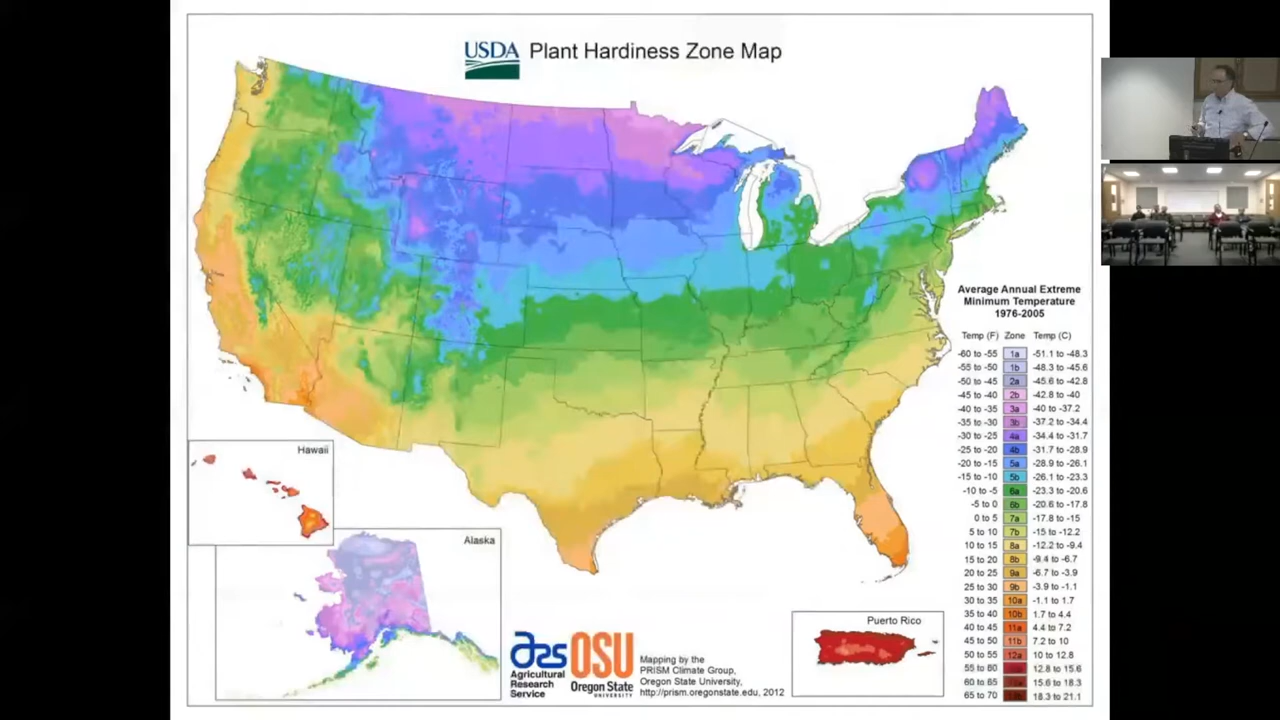 USDA Plant Hardiness Zone Map
Average Annual Extreme
Minimum Temperature
1976-2005
Temp (F) Zone Temp (C)
-60 to -55 1a -51.1 to -48.3
-55 to -50 1b -48.3 to -45.6
-50 to -45 2a -45.6 to -42.8
-45 to -40 2b -42.8 to -40
-40 to -35 3a -40 to -37.2
-35 to -30 3b -37.2 to -34.4
-30 to -25 4a -34.4 to -31.7
-25 to -20 4b -31.7 to -28.9
-20 to -15 5a -28.9 to -26.1
-15 to -10 5b -26.1 to -23.3
-10 to -5 6a -23.3 to -20.6
-5 to 0 6b -20.6 to -17.8
0 to 5 7a -17.8 to -15
5 to 10 7b -15 to -12.2
10 to 15 8a -12.2 to -9.4
15 to 20 8b -9.4 to -6.7
20 to 25 9a -6.7 to -3.9
25 to 30 9b -3.9 to -1.1
30 to 35 10a -1.1 to 1.7
35 to 40 10b 1.7 to 4.4
40 to 45 11a 4.4 to 7.2
45 to 50 11b 7.2 to 10
50 to 55 12a 10 to 12.8
55 to 60 12.8 to 15.6
60 to 65 15.6 to 18.3
65 to 70 18.3 to 21.1
Hawaii
Alaska
Puerto Rico
ars
Agricultural
Research
Service
OSU
Oregon State
UNIVERSITY
Mapping by the
PRISM Climate Group,
Oregon State University,
http://prism.oregonstate.edu, 2012